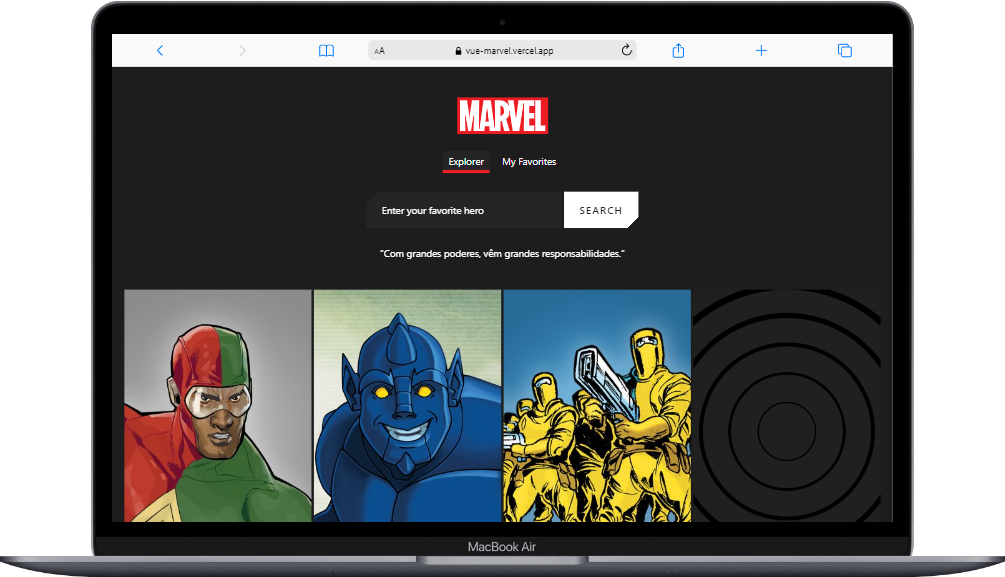 AA
vue-marvel.vercel.app
MARVEL
Explorer
My Favorites
Enter your favorite hero
SEARCH
"Com grandes poderes, vêm grandes responsabilidades."
MacBook Air